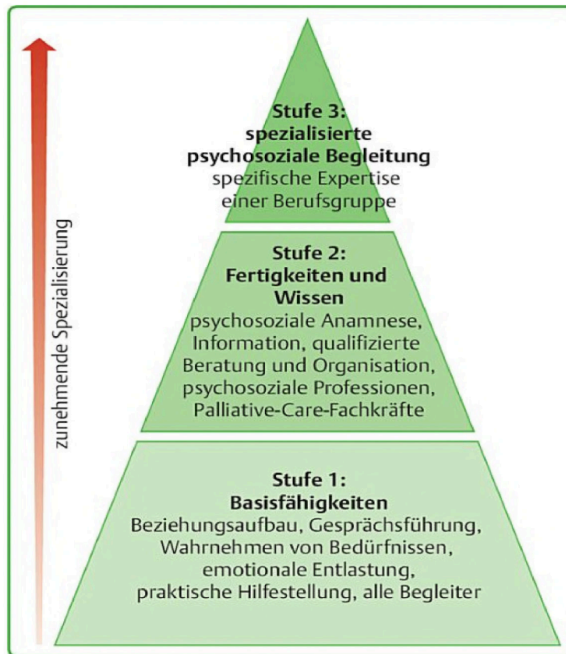 zunehmende Spezialisierung
Stufe 3:
spezialisierte
psychosoziale Begleitung
spezifische Expertise
einer Berufsgruppe
Stufe 2:
Fertigkeiten und
Wissen
psychosoziale Anamnese,
Information, qualifizierte
Beratung und Organisation,
psychosoziale Professionen,
Palliative-Care-Fachkräfte
Stufe 1:
Basisfähigkeiten
Beziehungsaufbau, Gesprächsführung,
Wahrnehmen von Bedürfnissen,
emotionale Entlastung,
praktische Hilfestellung, alle Begleiter